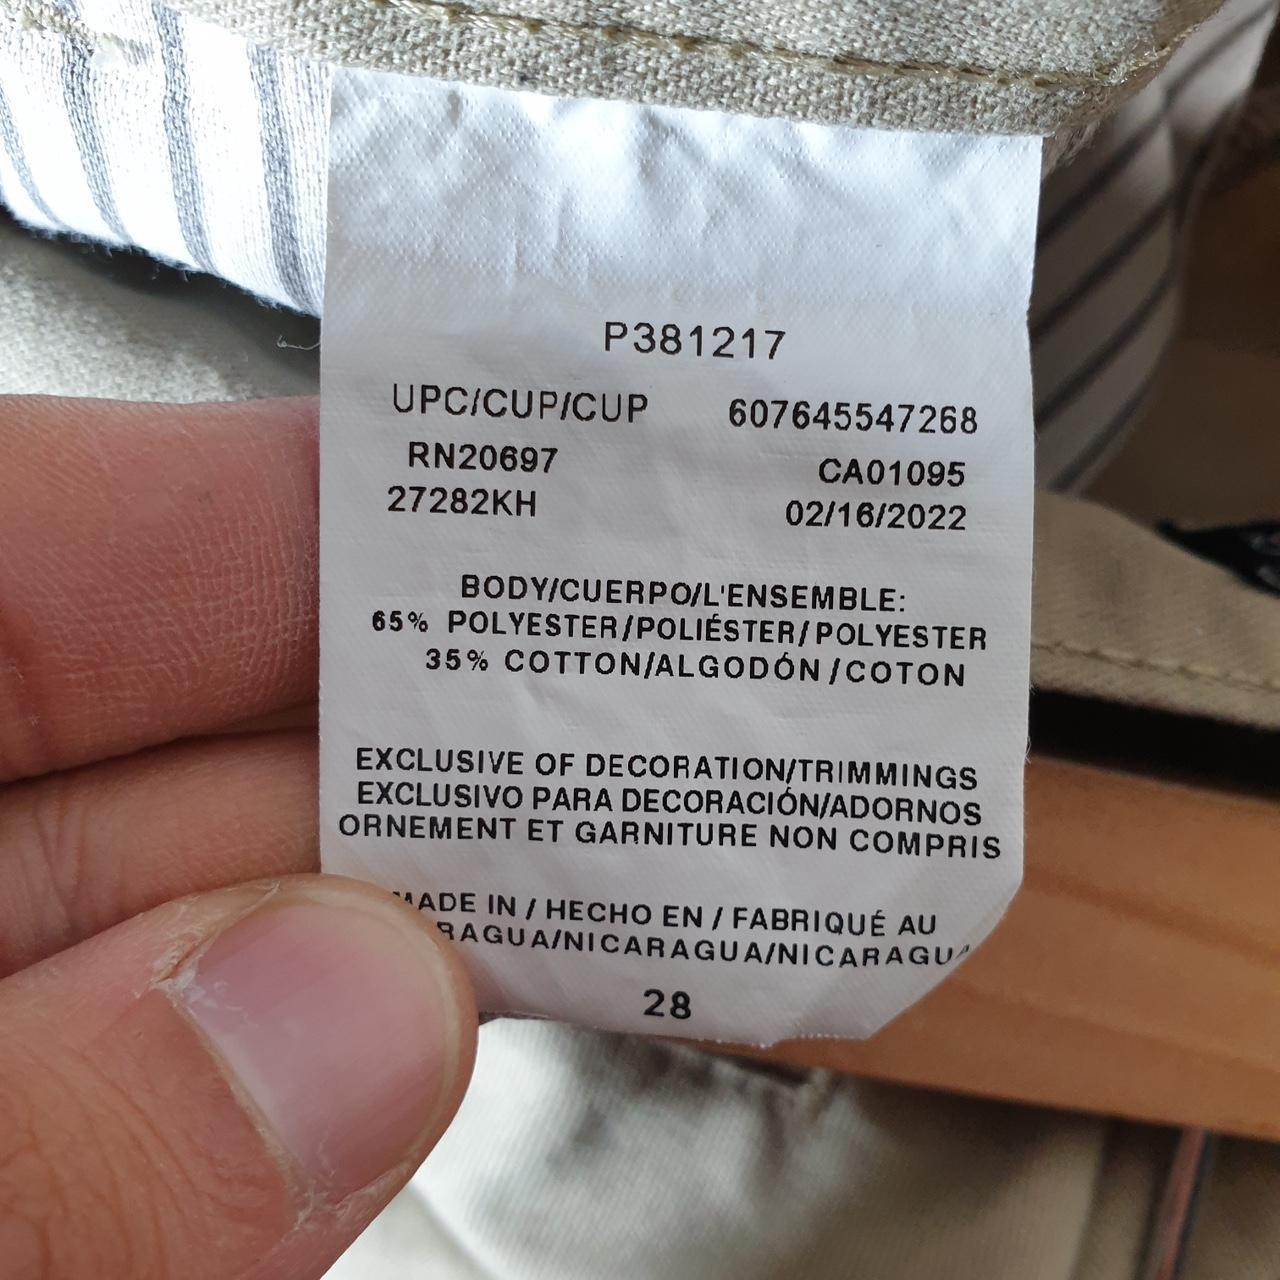 P381217
UPC/CUP/CUP 607645547268
RN20697 CA01095
27282KH 02/16/2022
BODY/CUERPO/L'ENSEMBLE:
65% POLYESTER/POLIÉSTER/POLYESTER
35% COTTON/ALGODÓN/COTON
EXCLUSIVE OF DECORATION/TRIMMINGS
EXCLUSIVO PARA DECORACIÓN/ADORNOS
ORNEMENT ET GARNITURE NON COMPRIS
MADE IN / HECHO EN / FABRIQUÉ AU
RAGUA/NICARAGUA/NICARAGUA
28